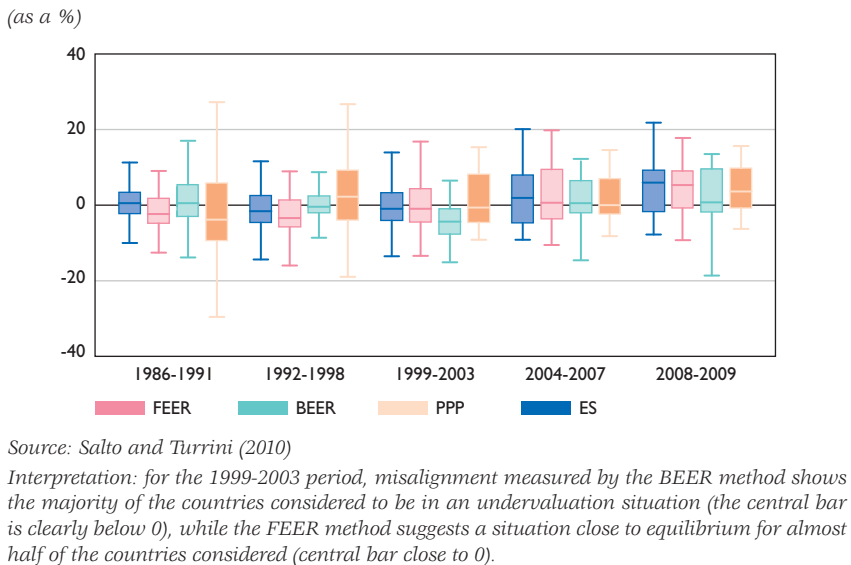 (as a %)
40
20
0
-20
-40
1986-1991 1992-1998 1999-2003 2004-2007 2008-2009
FEER BEER PPP ES
Source: Salto and Turrini (2010)
Interpretation: for the 1999-2003 period, misalignment measured by the BEER method shows
the majority of the countries considered to be in an undervaluation situation (the central bar
is clearly below 0), while the FEER method suggests a situation close to equilibrium for almost
half of the countries considered (central bar close to 0).